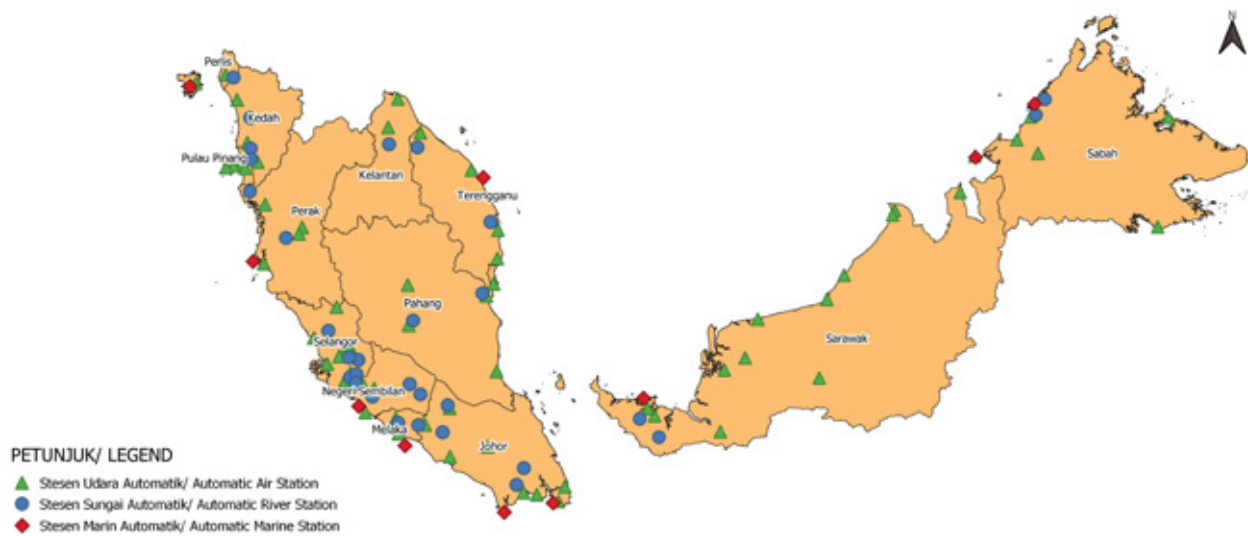 N
Perlis
Kedah
Pulau Pinang
Kelantan
Terengganu
Perak
Pahang
Selangor
Negeri Sembilan
Melaka
Johor
Sabah
Sarawak
PETUNJUK/ LEGEND
Stesen Udara Automatik/ Automatic Air Station
Stesen Sungai Automatik/ Automatic River Station
Stesen Marin Automatik/ Automatic Marine Station